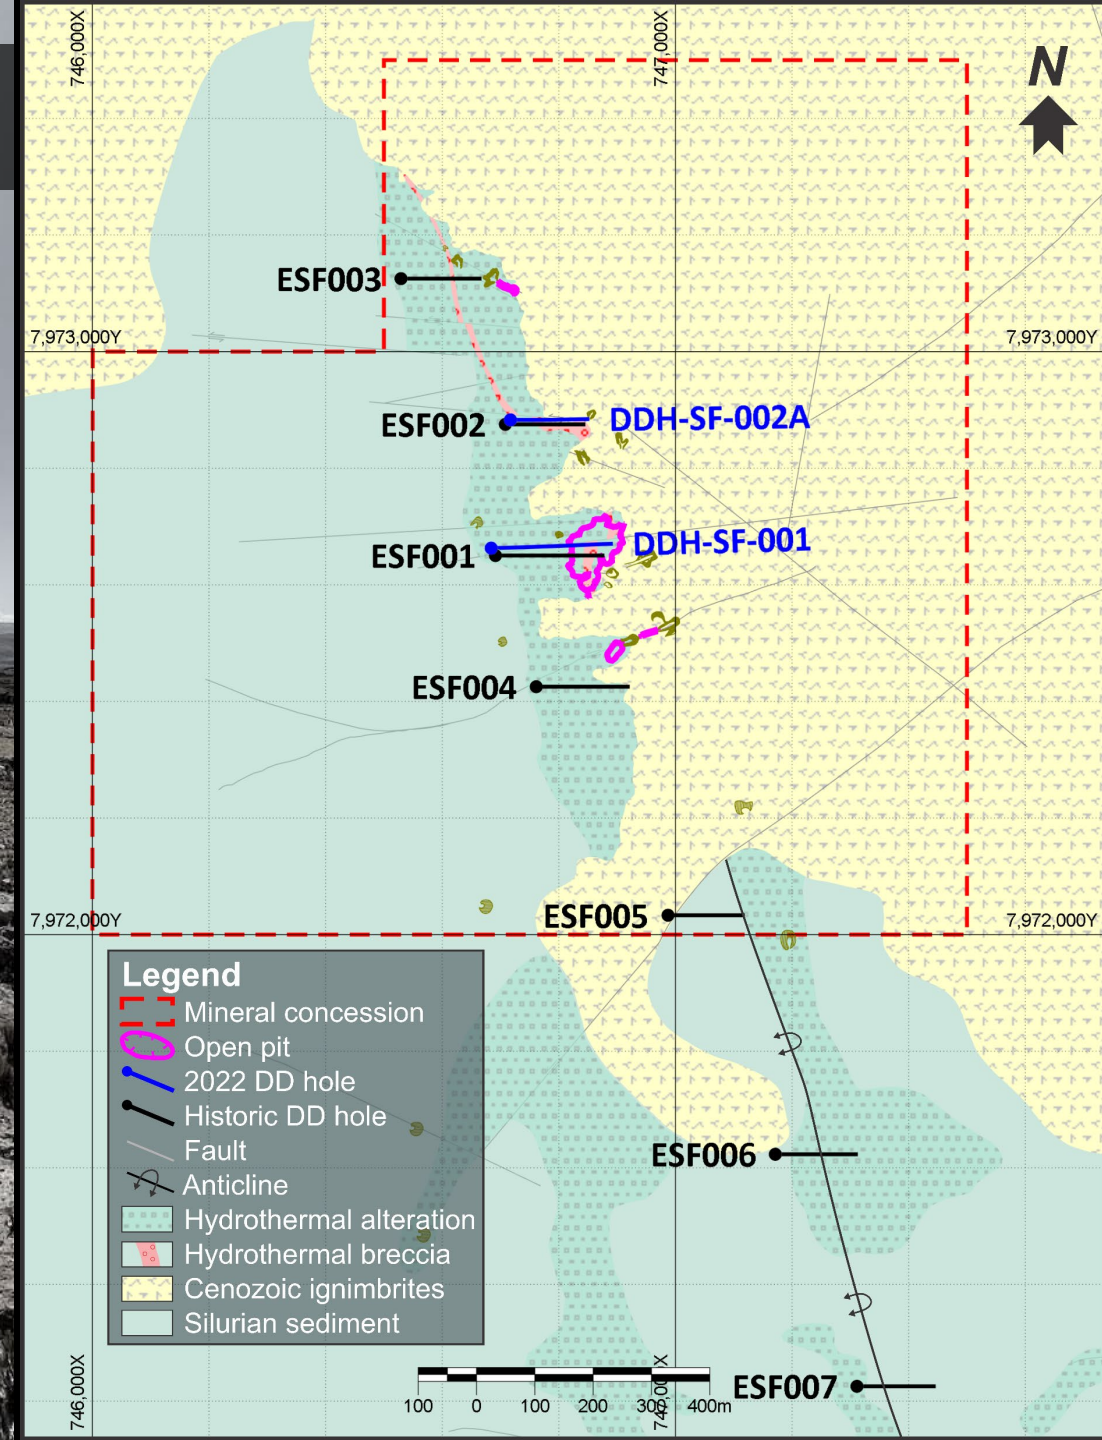 746,000X
747,000X
N
ESF003
7,973,000Y
7,973,000Y
ESF002
DDH-SF-002A
ESF001
DDH-SF-001
ESF004
ESF005
7,972,000Y
7,972,000Y
Legend
Mineral concession
Open pit
2022 DD hole
Historic DD hole
Fault
Anticline
Hydrothermal alteration
Hydrothermal breccia
Cenozoic ignimbrites
Silurian sediment
ESF006
ESF007
746,000X
747,000X
100 0 100 200 300 400m